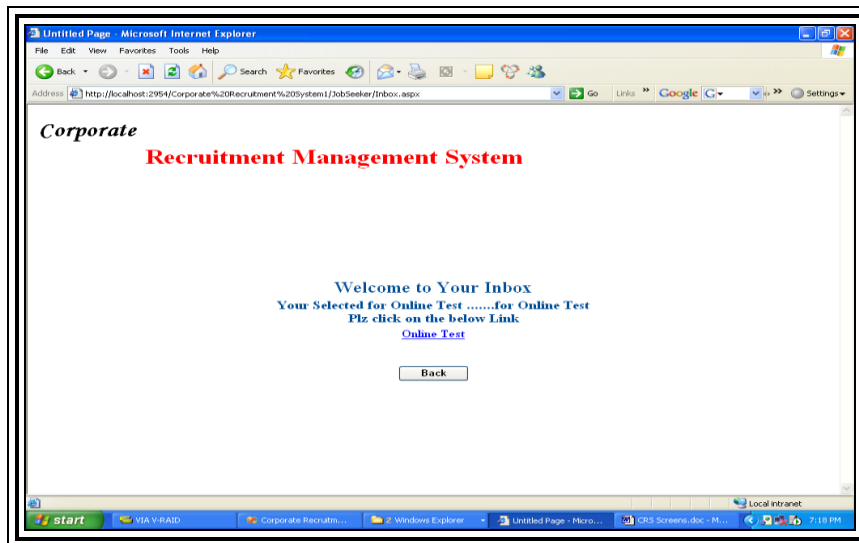 Untitled Page - Microsoft Internet Explorer
File Edit View Favorites Tools Help
Back Search Favorites
Address http://localhost:2954/Corporate%20Recruitment%20System1/JobSeeker/Inbox.aspx Go Links » Google G » Settings
Corporate
Recruitment Management System
Welcome to Your Inbox
Your Selected for Online Test .......for Online Test
Plz click on the below Link
Online Test
Back
Local intranet
start VIA V-RAID Corporate Recruitm... 2 Windows Explorer Untitled Page - Micro... CRS Screens.doc - M... 7:18 PM